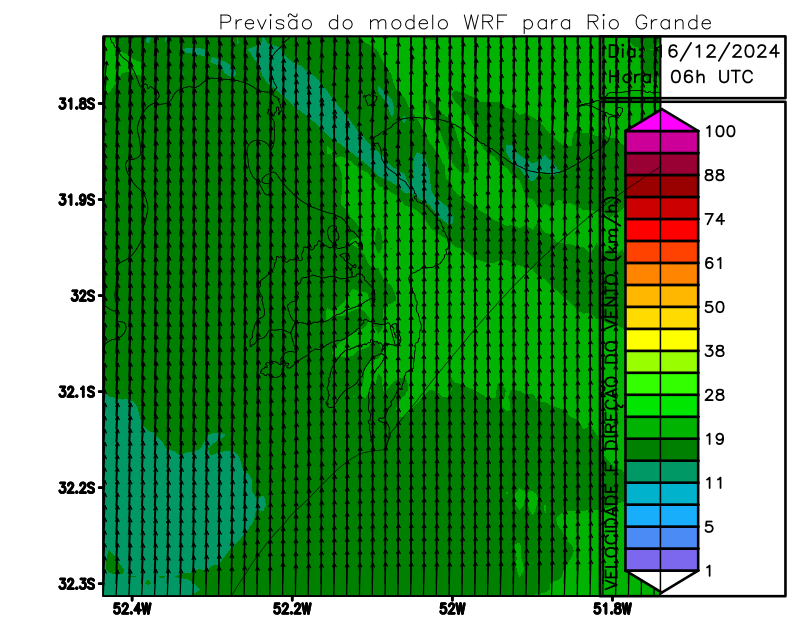 Previsão do modelo WRF para Rio Grande
Dia: 16/12/2024
Hora: 06h UTC
31.8S
31.9S
32S
32.1S
32.2S
32.3S
52.4W
52.2W
52W
51.8W
VELOCIDADE E DIREÇÃO DO VENTO (km/h)
100
88
74
61
50
38
28
19
11
5
1